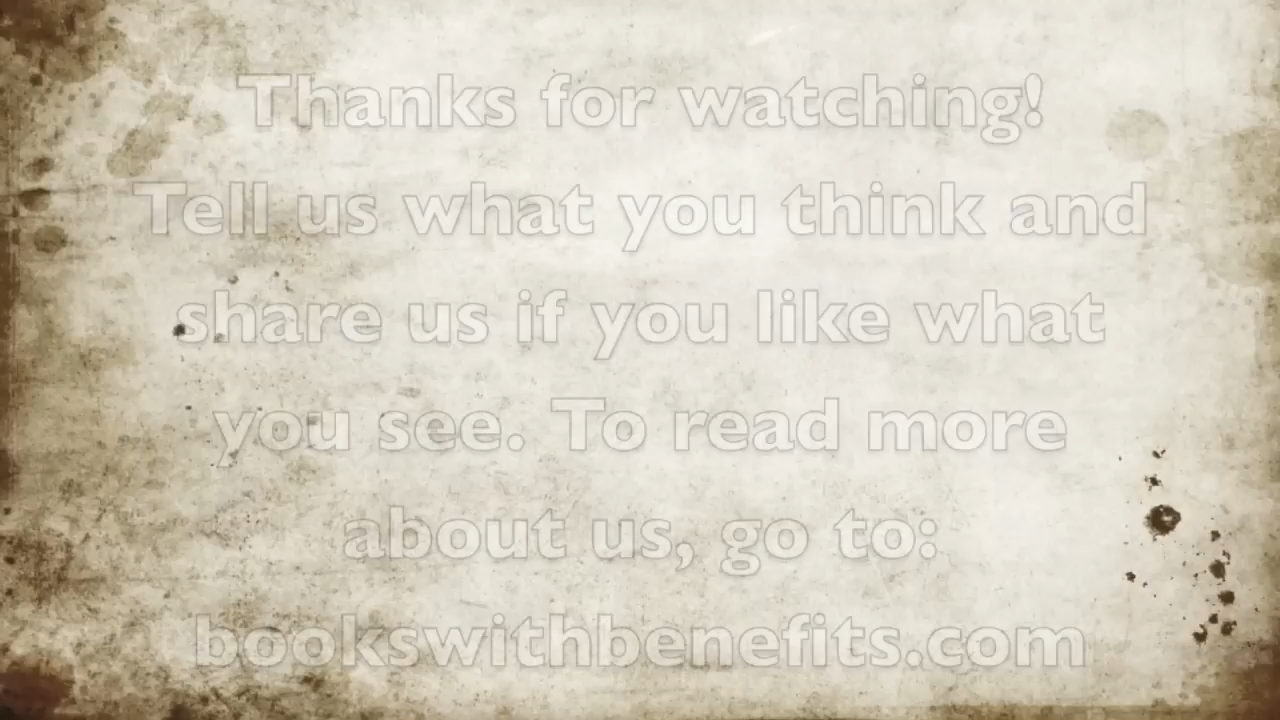 Thanks for watching!
Tell us what you think and
share us if you like what
you see. To read more
about us, go to:
bookswithbenefits.com